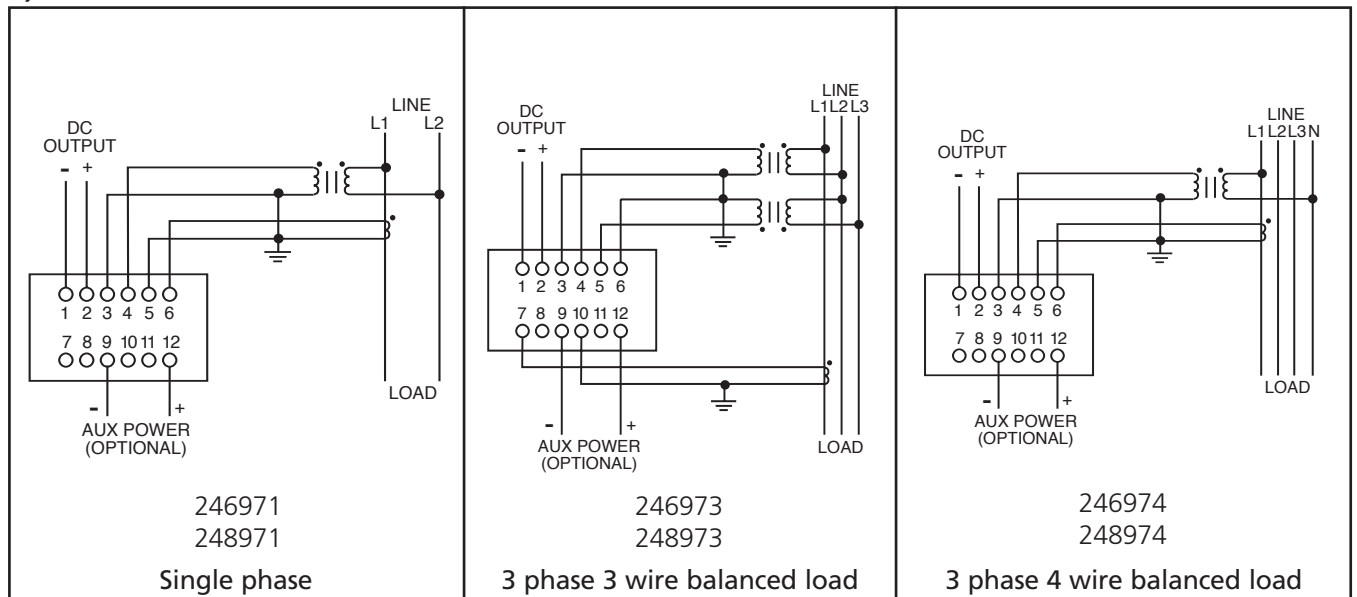 LINE
L1 L2
DC
OUTPUT
- +
1 2 3 4 5 6
7 8 9 10 11 12
- +
LOAD
AUX POWER
(OPTIONAL)
246971
248971
Single phase
LINE
L1 L2 L3
DC
OUTPUT
- +
1 2 3 4 5 6
7 8 9 10 11 12
- +
AUX POWER
(OPTIONAL)
LOAD
246973
248973
3 phase 3 wire balanced load
LINE
L1 L2 L3 N
DC
OUTPUT
- +
1 2 3 4 5 6
7 8 9 10 11 12
- +
LOAD
AUX POWER
(OPTIONAL)
246974
248974
3 phase 4 wire balanced load